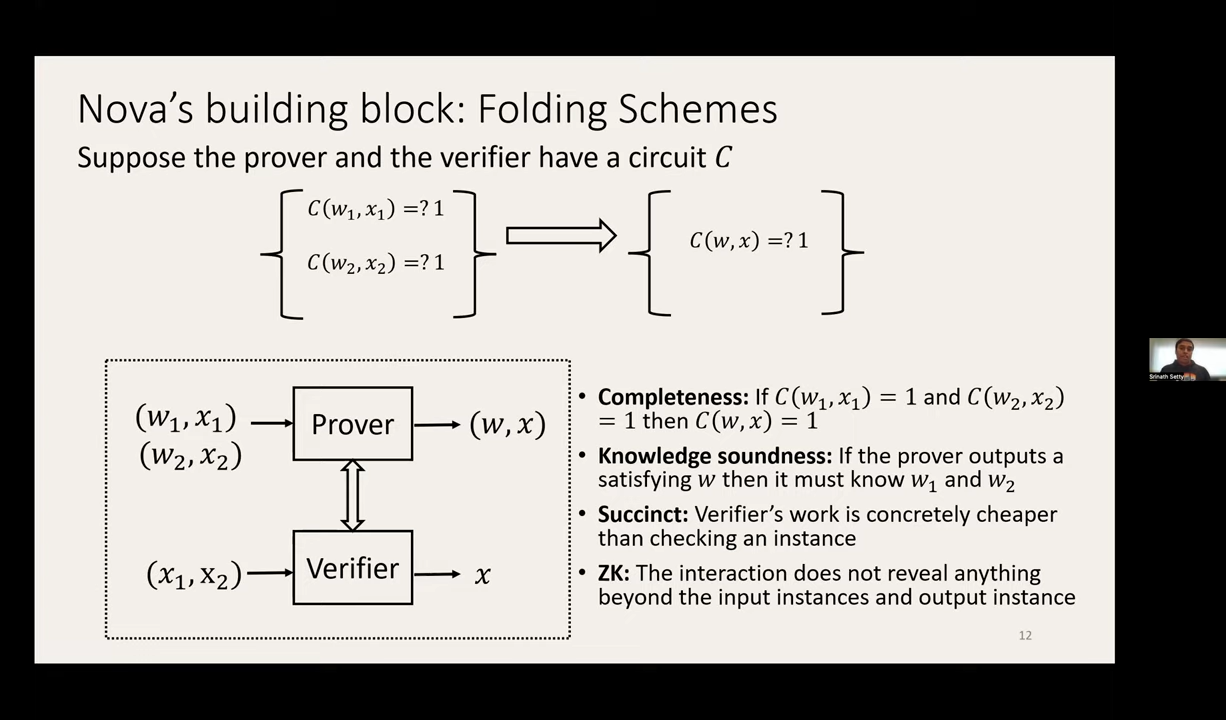 Nova's building block: Folding Schemes
Suppose the prover and the verifier have a circuit C
C(w₁, x₁) =? 1
C(w₂, x₂) =? 1
C(w, x) =? 1
(w₁, x₁)
(w₂, x₂)
Prover
(w, x)
(x₁, x₂)
Verifier
x
• Completeness: If C(w₁, x₁) = 1 and C(w₂, x₂)
= 1 then C(w, x) = 1
• Knowledge soundness: If the prover outputs a
satisfying w then it must know w₁ and w₂
• Succinct: Verifier's work is concretely cheaper
than checking an instance
• ZK: The interaction does not reveal anything
beyond the input instances and output instance
12
Srinath Setty